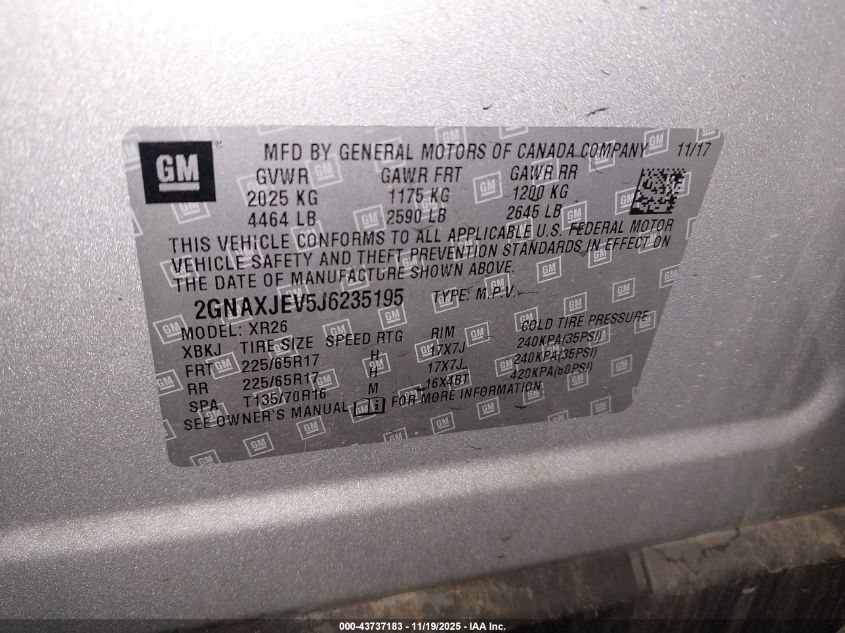 GM
MFD BY GENERAL MOTORS OF CANADA COMPANY 11/17
GVWR GAWR FRT GAWR RR
2025 KG 1175 KG 1200 KG
4464 LB 2590 LB 2645 LB
THIS VEHICLE CONFORMS TO ALL APPLICABLE U.S. FEDERAL MOTOR
VEHICLE SAFETY AND THEFT PREVENTION STANDARDS IN EFFECT ON
THE DATE OF MANUFACTURE SHOWN ABOVE.
2GNAXJEV5J6235195 TYPE: M.P.V.
MODEL: XR26
XBKJ TIRE SIZE SPEED RTG RIM COLD TIRE PRESSURE
FRT 225/65R17 H 17X7J 240KPA(35PSI)
RR 225/65R17 H 17X7J 240KPA(35PSI)
SPA T135/70R16 M 16X4BT 420KPA(60PSI)
SEE OWNER'S MANUAL FOR MORE INFORMATION.
000-43737183 - 11/19/2025 - IAA Inc.